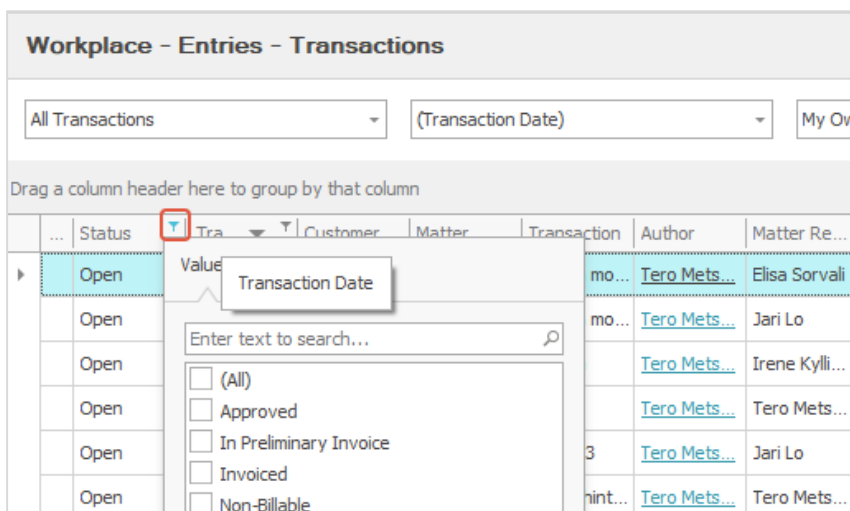 Workplace - Entries - Transactions
All Transactions (Transaction Date) My Ow
Drag a column header here to group by that column
... Status Tra Customer Matter Transaction Author Matter Re...
Open mo... Tero Mets... Elisa Sorvali
Value
Transaction Date
Open mo... Tero Mets... Jari Lo
Enter text to search...
Open Tero Mets... Irene Kylli...
(All)
Open Tero Mets... Tero Mets...
Approved
In Preliminary Invoice
Open 3 Tero Mets... Jari Lo
Invoiced
Open int... Tero Mets... Tero Mets...
Non-Billable